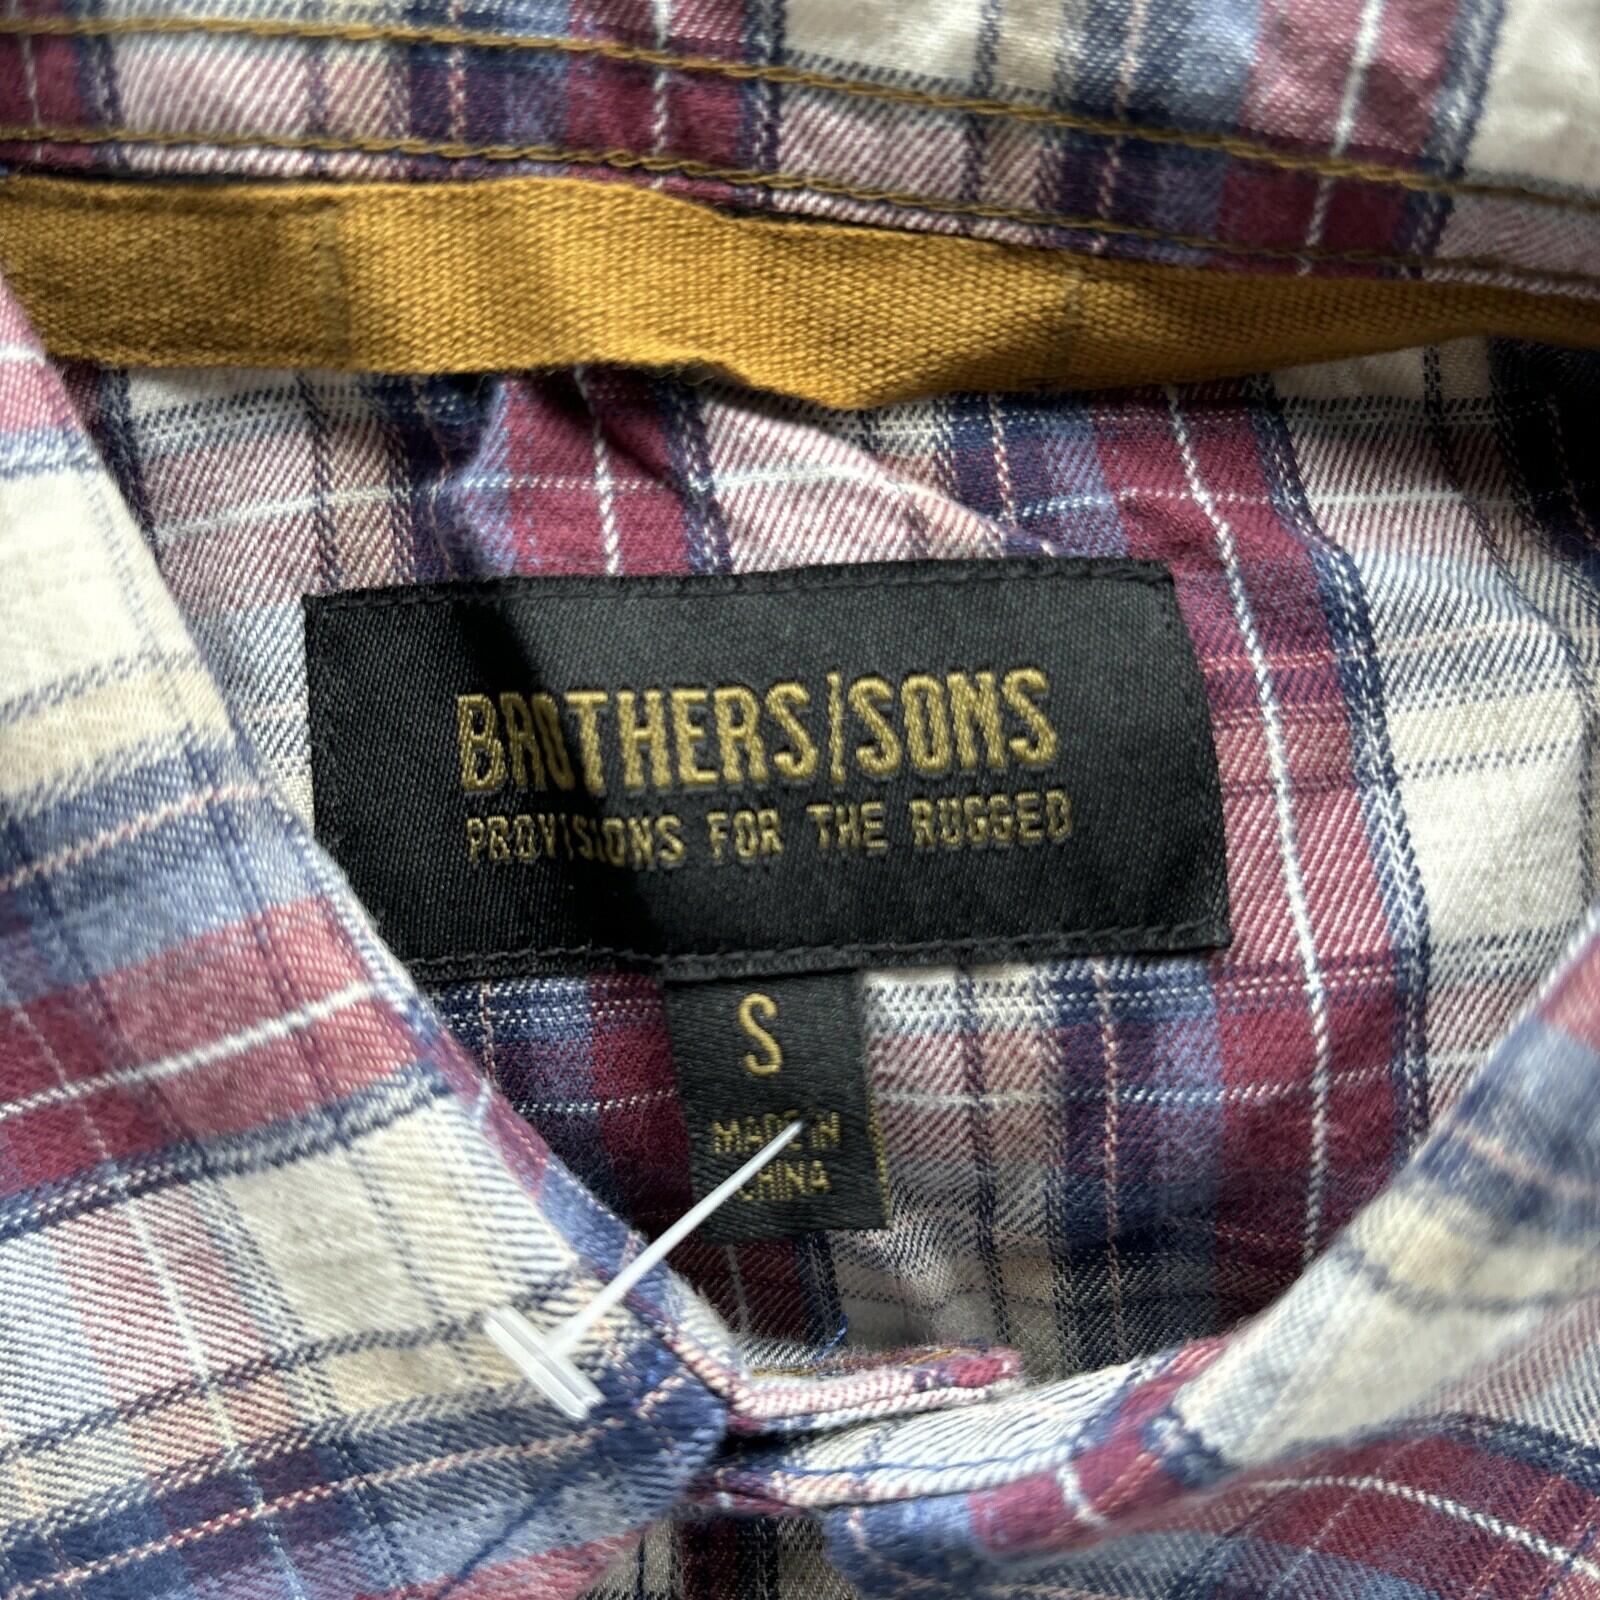 BROTHERS/SONS
PROVISIONS FOR THE RUGGED
S
MADE IN
CHINA